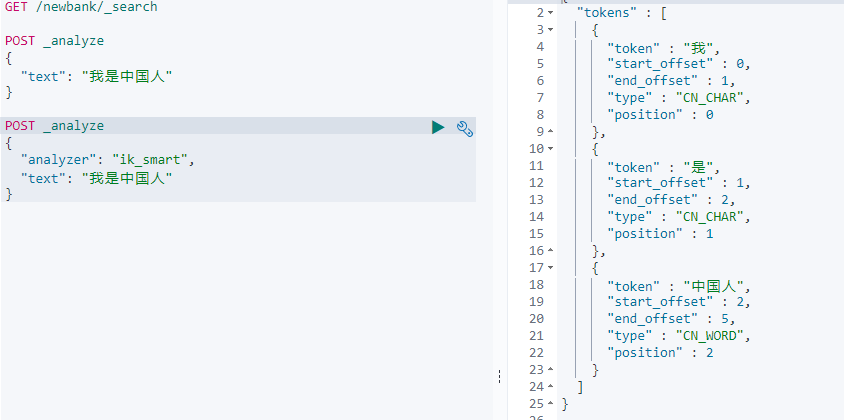 GET /newbank/_search
POST _analyze
{
"text": "我是中国人"
}
POST _analyze
{
"analyzer": "ik_smart",
"text": "我是中国人"
}
2 "tokens" : [
3 {
4 "token" : "我",
5 "start_offset" : 0,
6 "end_offset" : 1,
7 "type" : "CN_CHAR",
8 "position" : 0
9 },
10 {
11 "token" : "是",
12 "start_offset" : 1,
13 "end_offset" : 2,
14 "type" : "CN_CHAR",
15 "position" : 1
16 },
17 {
18 "token" : "中国人",
19 "start_offset" : 2,
20 "end_offset" : 5,
21 "type" : "CN_WORD",
22 "position" : 2
23 }
24 ]
25 }